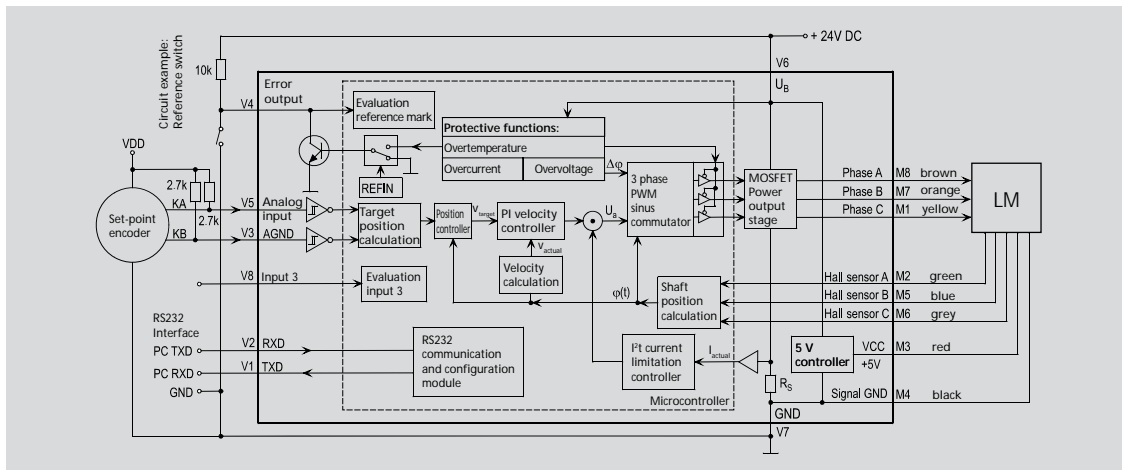 Circuit example:
Reference switch
+ 24V DC
V6
U_B
10k
Error
output
V4
Evaluation
reference mark
Protective functions:
Overtemperature
Overcurrent
Overvoltage
Δφ
REFIN
VDD
2.7k
2.7k
KA
KB
Set-point
encoder
V5
Analog
input
V3
AGND
Target
position
calculation
Position
controller
v_target
PI velocity
controller
v_actual
Velocity
calculation
U_a
3 phase
PWM
sinus
commutator
MOSFET
Power
output
stage
Phase A
M8
brown
Phase B
M7
orange
Phase C
M1
yellow
LM
V8
Input 3
Evaluation
input 3
φ(t)
Shaft
position
calculation
Hall sensor A
M2
green
Hall sensor B
M5
blue
Hall sensor C
M6
grey
RS232
Interface
PC TXD
V2
RXD
PC RXD
V1
TXD
GND
RS232
communication
and configuration
module
I²t current
limitation
controller
I_actual
5 V
controller
VCC
+5V
M3
red
R_S
Signal GND
M4
black
Microcontroller
GND
V7